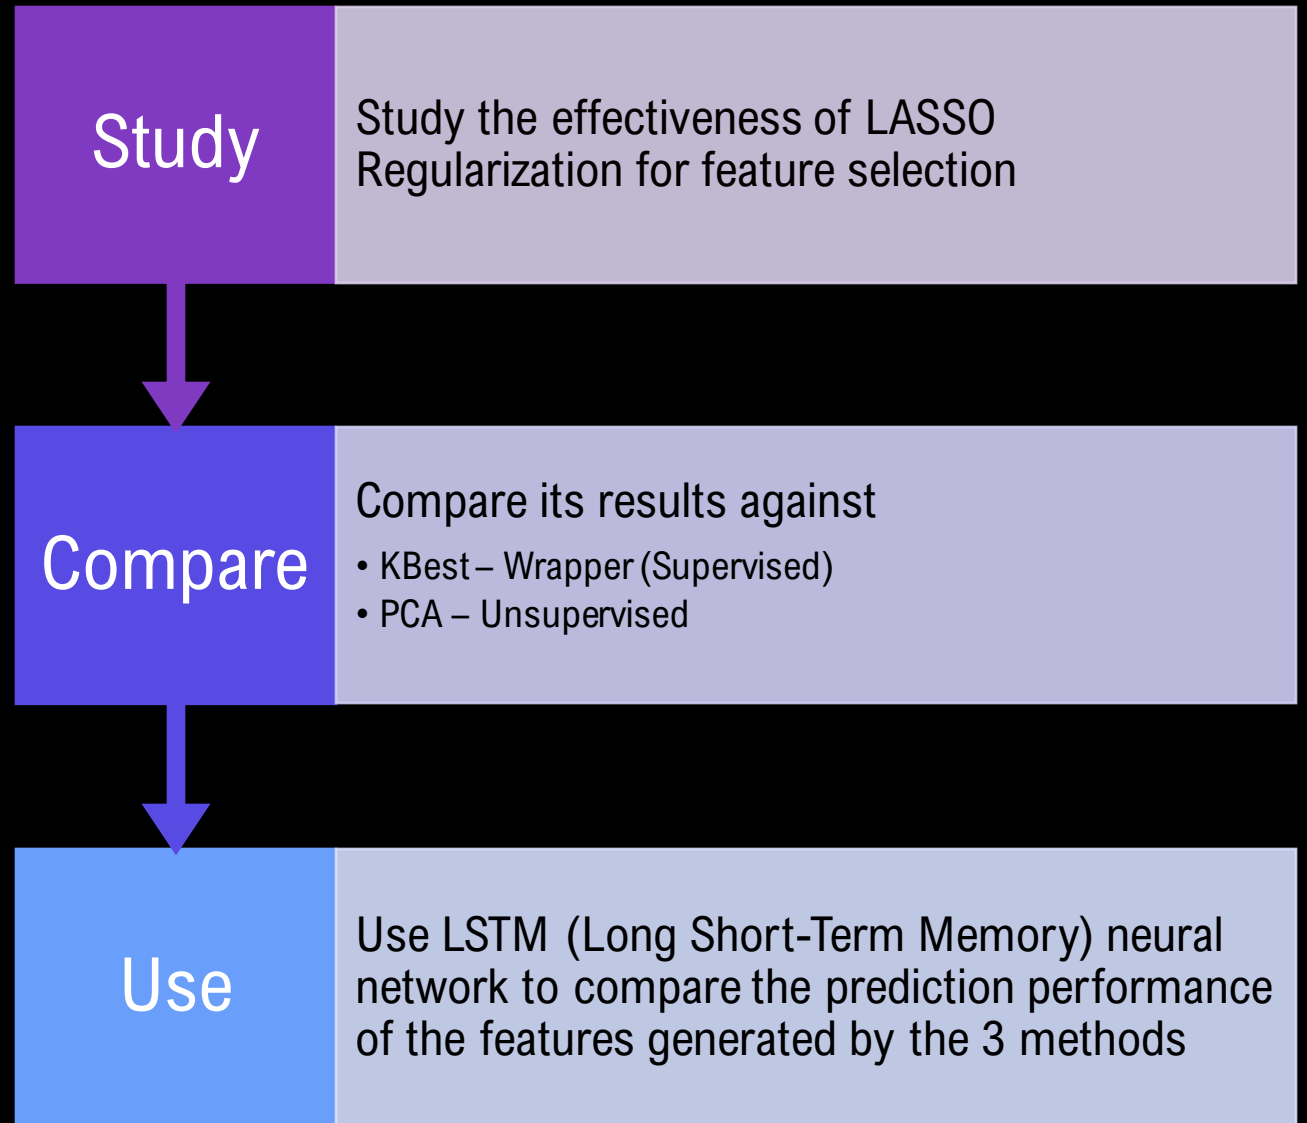 Study
Study the effectiveness of LASSO
Regularization for feature selection
Compare
Compare its results against
• KBest – Wrapper (Supervised)
• PCA – Unsupervised
Use
Use LSTM (Long Short-Term Memory) neural
network to compare the prediction performance
of the features generated by the 3 methods